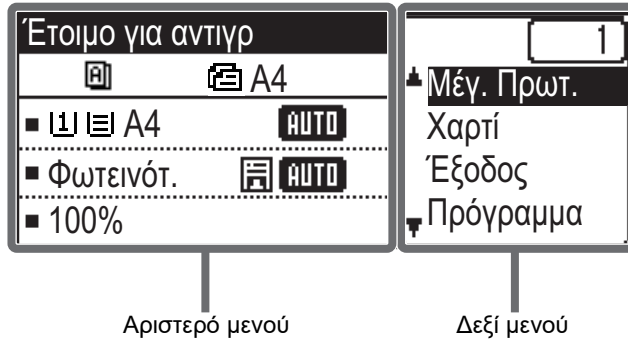 Έτοιμο για αντιγρ
A A4
1 A4 AUTO
Φωτεινότ. AUTO
100%
1
Μέγ. Πρωτ.
Χαρτί
Έξοδος
Πρόγραμμα
Αριστερό μενού
Δεξί μενού